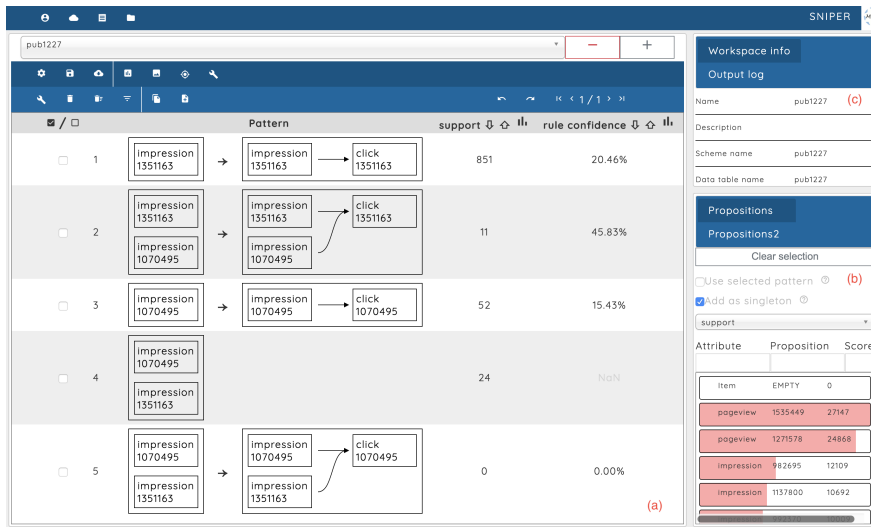 SNIPER
pub1227
− +
1 / 1
/ Pattern support rule confidence
1 impression 1351163 → impression 1351163 click 1351163 851 20.46%
2 impression 1351163 impression 1070495 → impression 1351163 impression 1070495 click 1351163 11 45.83%
3 impression 1070495 → impression 1070495 click 1070495 52 15.43%
4 impression 1070495 impression 1351163 24 NaN
5 impression 1070495 impression 1351163 → impression 1070495 impression 1351163 click 1070495 0 0.00%
(a)
Workspace info
Output log
Name pub1227 (c)
Description
Scheme name pub1227
Data table name pub1227
Propositions
Propositions2
Clear selection
Use selected pattern (b)
Add as singleton
support
Attribute Proposition Score
Item EMPTY 0
pageview 1535449 27147
pageview 1271578 24868
impression 982695 12109
impression 1137800 10692